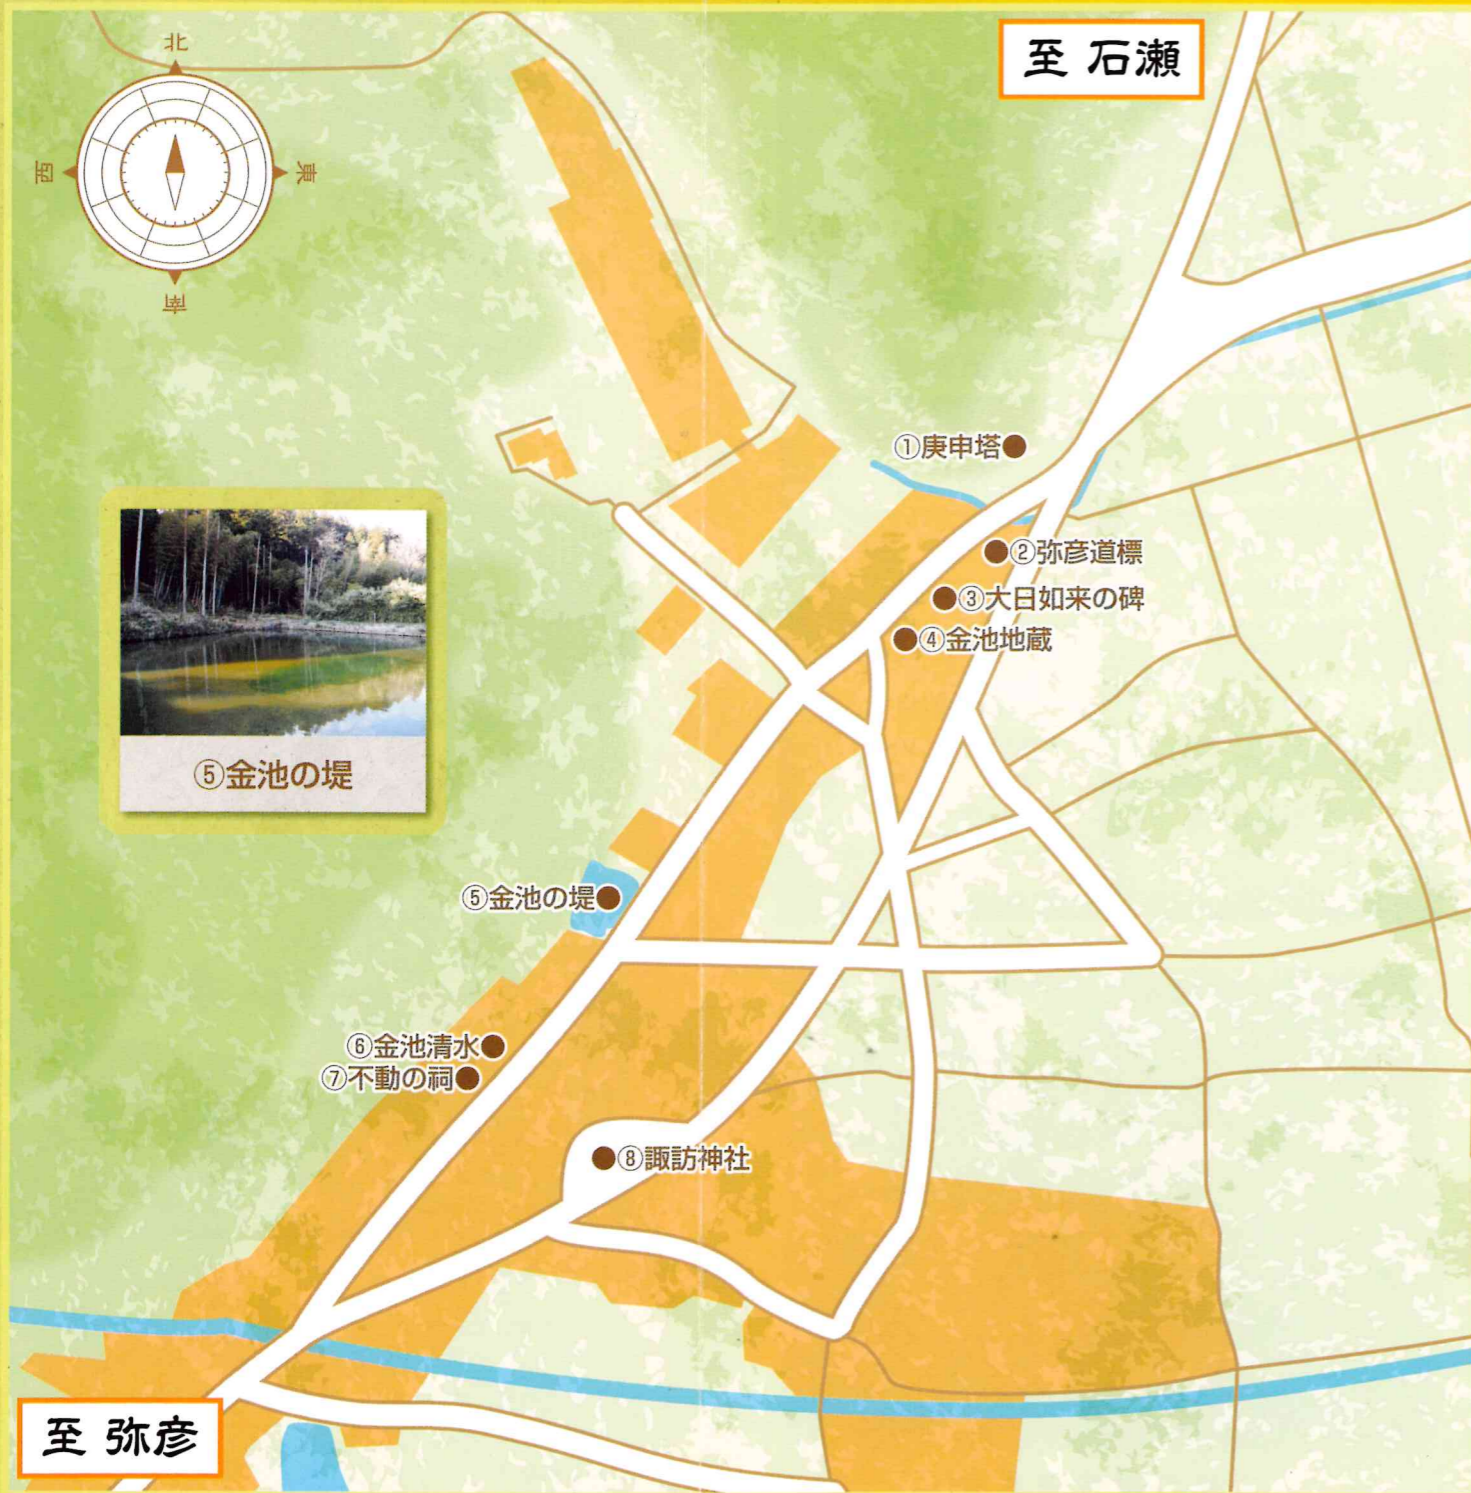 至 石瀬
北
西
東
南
①庚申塔
②弥彦道標
③大日如来の碑
④金池地蔵
⑤金池の堤
⑤金池の堤
⑥金池清水
⑦不動の祠
⑧諏訪神社
至 弥彦